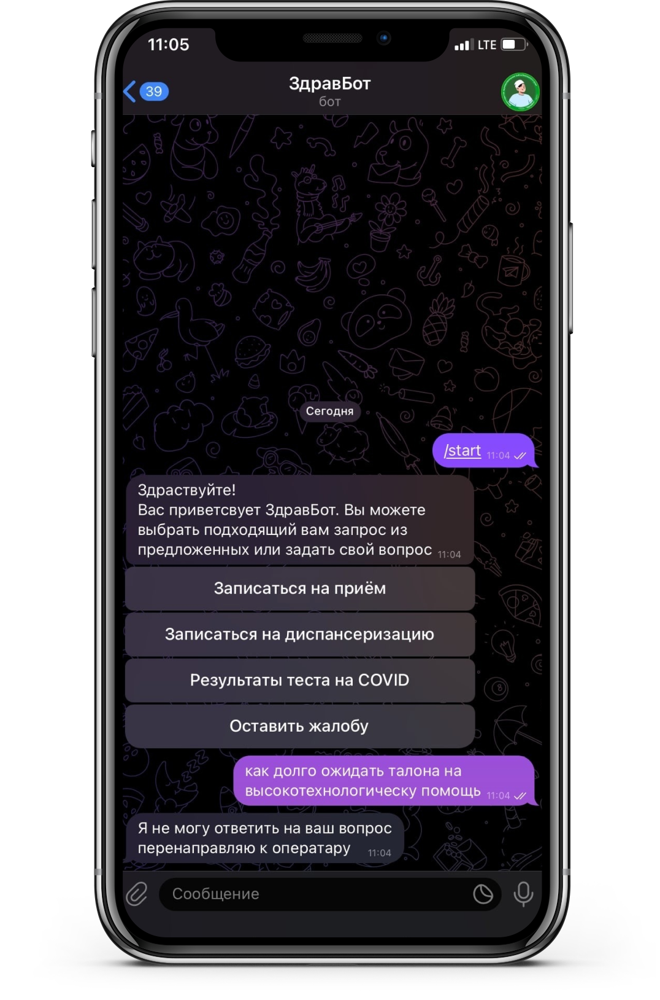 11:05
LTE
39
ЗдравБот
бот
Сегодня
/start 11:04
Здраствуйте!
Вас приветсвует ЗдравБот. Вы можете
выбрать подходящий вам запрос из
предложенных или задать свой вопрос 11:04
Записаться на приём
Записаться на диспансеризацию
Результаты теста на COVID
Оставить жалобу
как долго ожидать талона на
высокотехнологическу помощь 11:04
Я не могу ответить на ваш вопрос
перенаправляю к оператару 11:04
Сообщение